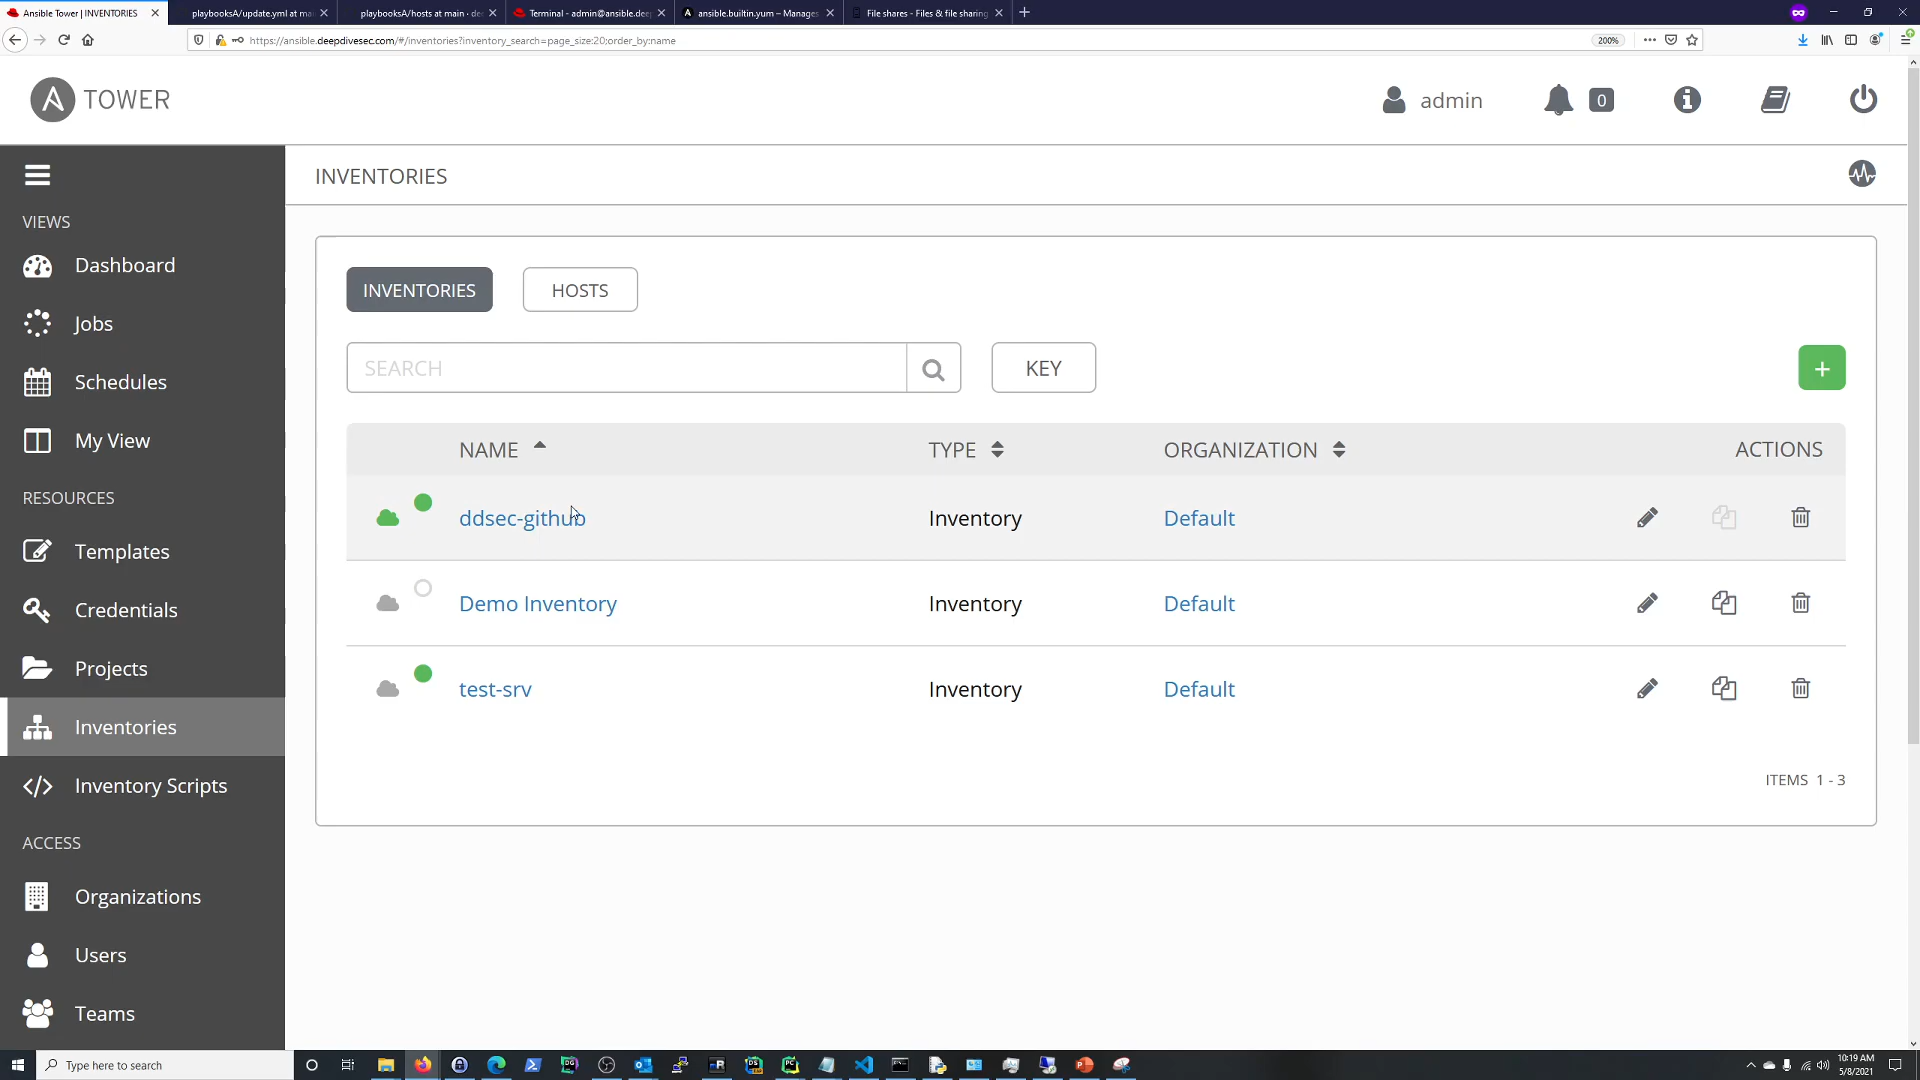 Ansible Tower | INVENTORIES
playbooksA/update.yml at mai
playbooksA/hosts at main · de
Terminal - admin@ansible.dee
ansible.builtin.yum – Manages
File shares - Files & file sharing
https://ansible.deepdivesec.com/#/inventories?inventory_search=page_size:20;order_by:name
200%
TOWER
admin
0
VIEWS
Dashboard
Jobs
Schedules
My View
RESOURCES
Templates
Credentials
Projects
Inventories
Inventory Scripts
ACCESS
Organizations
Users
Teams
INVENTORIES
INVENTORIES HOSTS
SEARCH KEY +
NAME TYPE ORGANIZATION ACTIONS
ddsec-github Inventory Default
Demo Inventory Inventory Default
test-srv Inventory Default
ITEMS 1 - 3
Type here to search
10:19 AM
5/8/2021